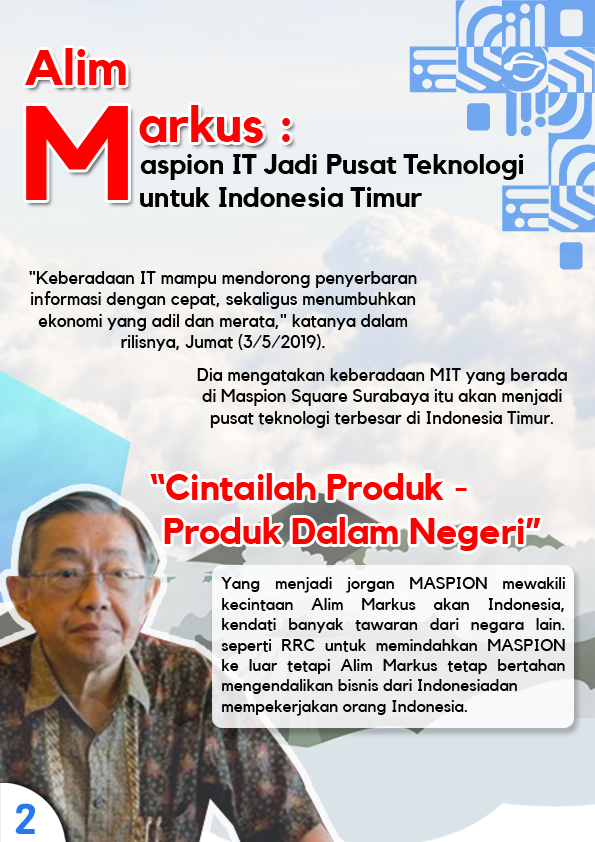 Alim
Markus :
aspion IT Jadi Pusat Teknologi
untuk Indonesia Timur
"Keberadaan IT mampu mendorong penyerbaran
informasi dengan cepat, sekaligus menumbuhkan
ekonomi yang adil dan merata," katanya dalam
rilisnya, Jumat (3/5/2019).
Dia mengatakan keberadaan MIT yang berada
di Maspion Square Surabaya itu akan menjadi
pusat teknologi terbesar di Indonesia Timur.
"Cintailah Produk -
Produk Dalam Negeri"
Yang menjadi jorgan MASPION mewakili
kecintaan Alim Markus akan Indonesia,
kendati banyak tawaran dari negara lain.
seperti RRC untuk memindahkan MASPION
ke luar tetapi Alim Markus tetap bertahan
mengendalikan bisnis dari Indonesiadan
mempekerjakan orang Indonesia.
2